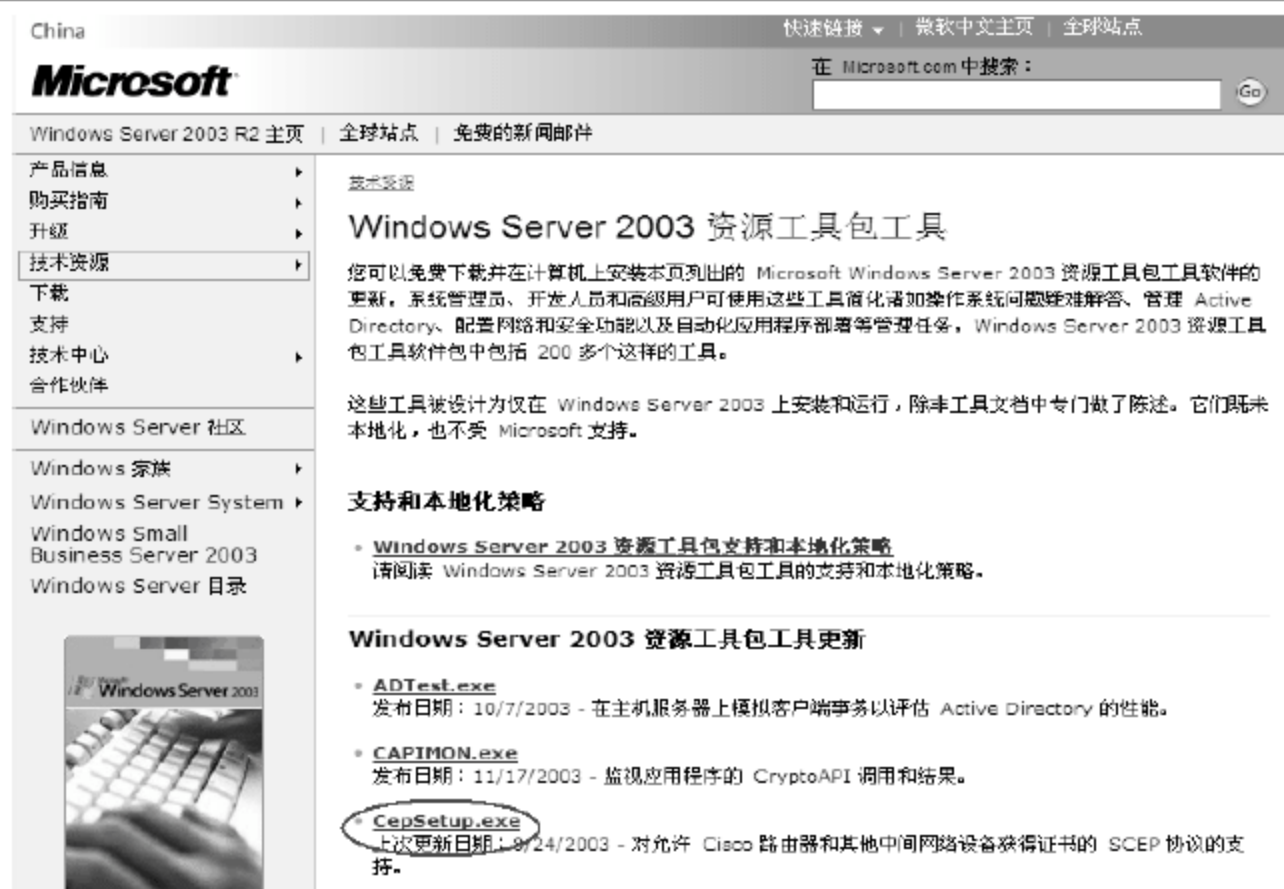 China
快速链接 | 微软中文主页 | 全球站点
Microsoft
在 Microsoft.com 中搜索：
Go
Windows Server 2003 R2 主页 | 全球站点 | 免费的新闻邮件
产品信息
购买指南
升级
技术资源
下载
支持
技术中心
合作伙伴
Windows Server 社区
Windows 家族
Windows Server System
Windows Small
Business Server 2003
Windows Server 目录
Windows Server 2003
技术资源
Windows Server 2003 资源工具包工具
您可以免费下载并在计算机上安装本页列出的 Microsoft Windows Server 2003 资源工具包工具软件的
更新。系统管理员、开发人员和高级用户可使用这些工具简化诸如操作系统问题疑难解答、管理 Active
Directory、配置网络和安全功能以及自动化应用程序部署等管理任务。Windows Server 2003 资源工具
包工具软件包中包括 200 多个这样的工具。
这些工具被设计为仅在 Windows Server 2003 上安装和运行，除非工具文档中专门做了陈述。它们既未
本地化，也不受 Microsoft 支持。
支持和本地化策略
Windows Server 2003 资源工具包支持和本地化策略
请阅读 Windows Server 2003 资源工具包工具的支持和本地化策略。
Windows Server 2003 资源工具包工具更新
ADTest.exe
发布日期：10/7/2003 - 在主机服务器上模拟客户端事务以评估 Active Directory 的性能。
CAPIMON.exe
发布日期：11/17/2003 - 监视应用程序的 CryptoAPI 调用和结果。
CepSetup.exe
上次更新日期：9/24/2003 - 对允许 Cisco 路由器和其他中间网络设备获得证书的 SCEP 协议的支
持。